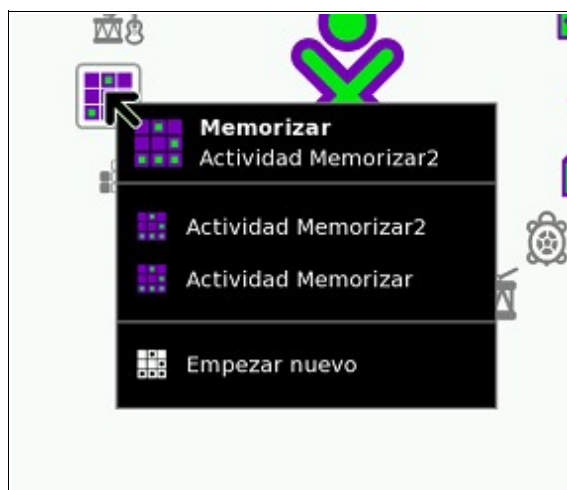 Memorizar
Actividad Memorizar2
Actividad Memorizar2
Actividad Memorizar
Empezar nuevo